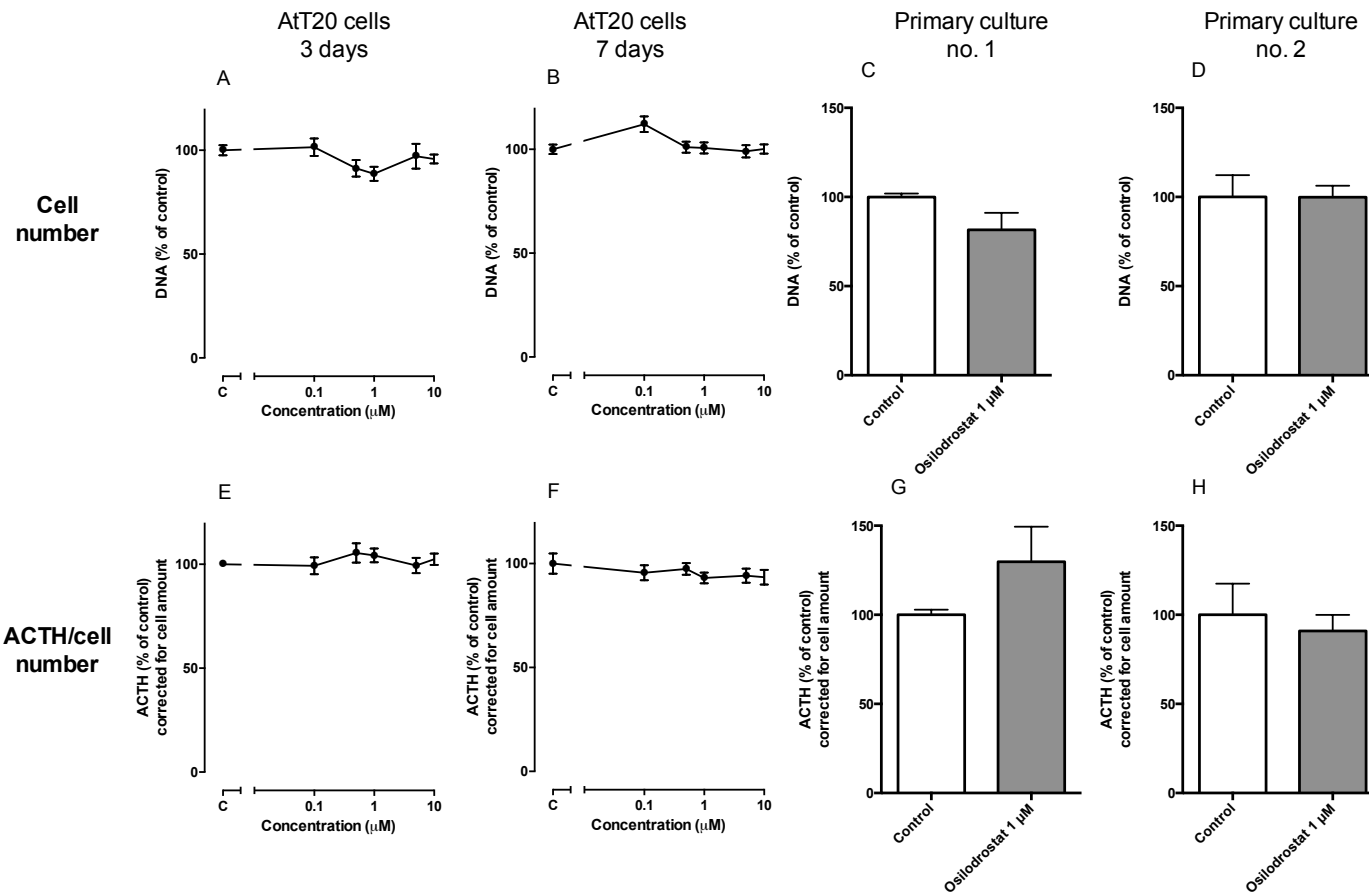 AtT20 cells
3 days
AtT20 cells
7 days
Primary culture
no. 1
Primary culture
no. 2
Cell
number
A
DNA (% of control)
100
50
0
C
0.1
1
10
Concentration (µM)
B
DNA (% of control)
100
50
0
C
0.1
1
10
Concentration (µM)
C
DNA (% of control)
150
100
50
0
Control
Osilodrostat 1 µM
D
DNA (% of control)
150
100
50
0
Control
Osilodrostat 1 µM
ACTH/cell
number
E
ACTH (% of control)
corrected for cell amount
100
50
0
C
0.1
1
10
Concentration (µM)
F
ACTH (% of control)
corrected for cell amount
100
50
0
C
0.1
1
10
Concentration (µM)
G
ACTH (% of control)
corrected for cell amount
150
100
50
0
Control
Osilodrostat 1 µM
H
ACTH (% of control)
corrected for cell amount
150
100
50
0
Control
Osilodrostat 1 µM